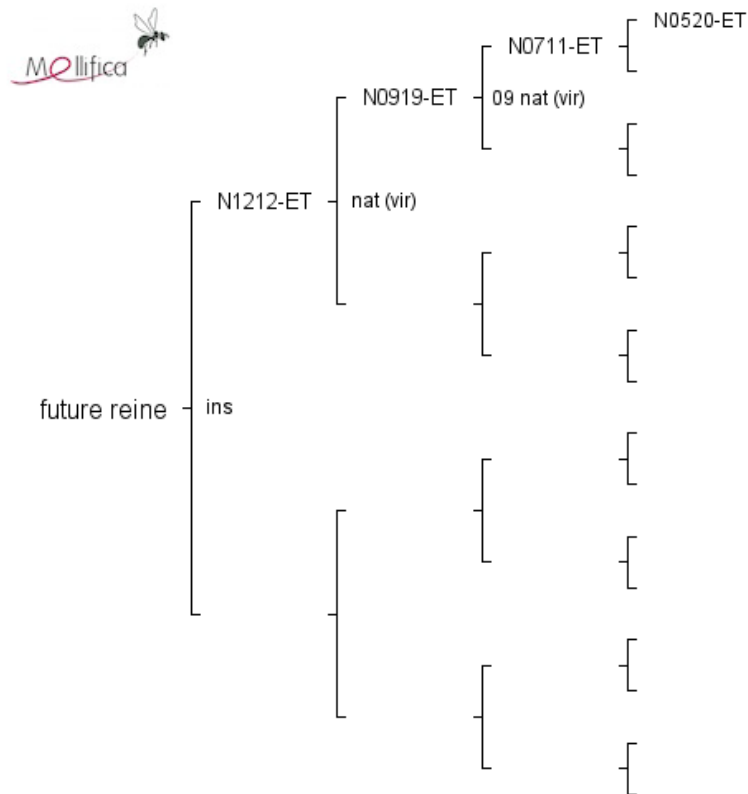 Mellifica
N0520-ET
N0711-ET
N0919-ET
09 nat (vir)
N1212-ET
nat (vir)
future reine
ins